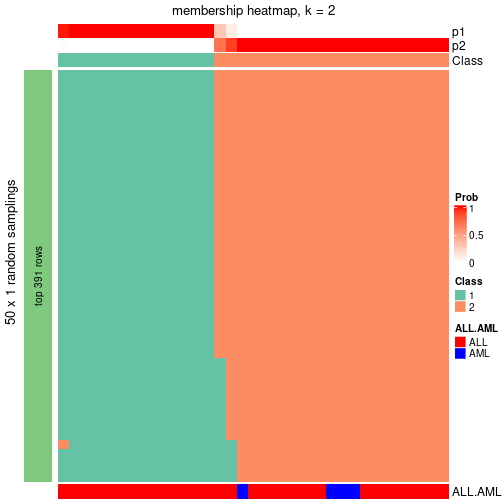 membership heatmap, k = 2
p1
p2
Class
50 x 1 random samplings
top 391 rows
Prob
1
0.5
0
Class
1
2
ALL.AML
ALL
AML
ALL.AML